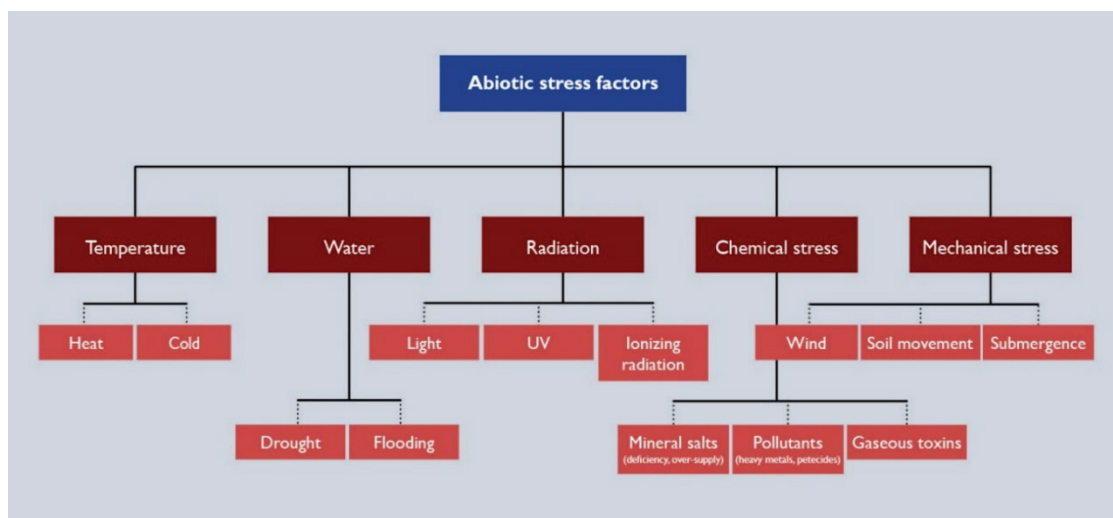 Abiotic stress factors
Temperature
Water
Radiation
Chemical stress
Mechanical stress
Heat
Cold
Light
UV
Ionizing
radiation
Wind
Soil movement
Submergence
Drought
Flooding
Mineral salts
(deficiency, over-supply)
Pollutants
(heavy metals, petecides)
Gaseous toxins